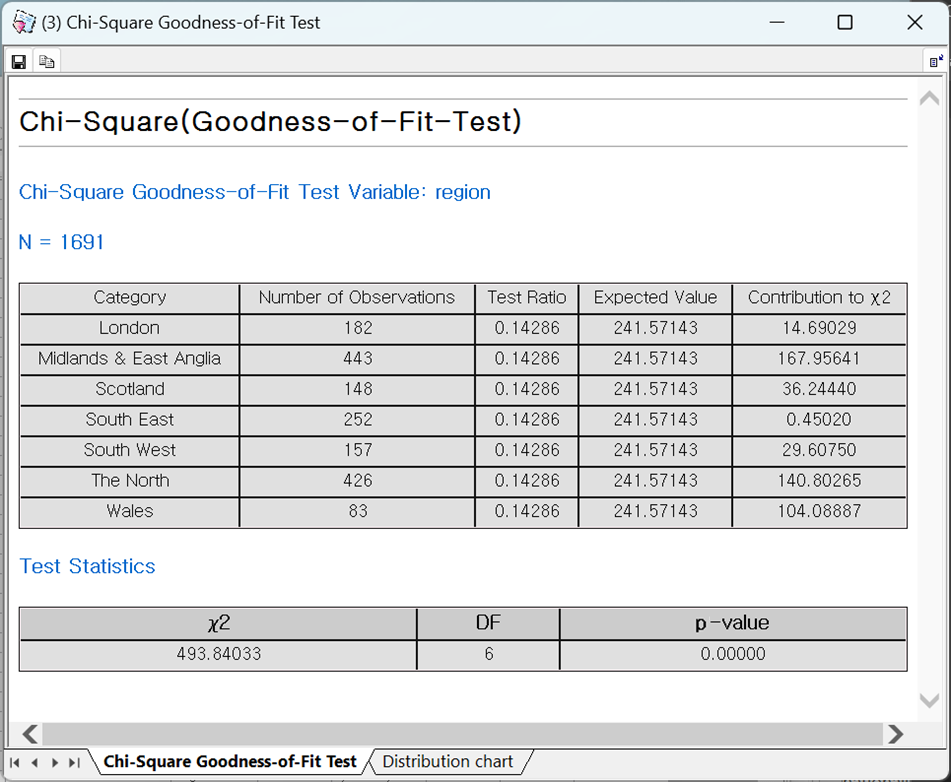 (3) Chi-Square Goodness-of-Fit Test
Chi-Square(Goodness-of-Fit-Test)
Chi-Square Goodness-of-Fit Test Variable: region
N = 1691
Category Number of Observations Test Ratio Expected Value Contribution to χ2
London 182 0.14286 241.57143 14.69029
Midlands & East Anglia 443 0.14286 241.57143 167.95641
Scotland 148 0.14286 241.57143 36.24440
South East 252 0.14286 241.57143 0.45020
South West 157 0.14286 241.57143 29.60750
The North 426 0.14286 241.57143 140.80265
Wales 83 0.14286 241.57143 104.08887
Test Statistics
χ2 DF p-value
493.84033 6 0.00000
Chi-Square Goodness-of-Fit Test Distribution chart